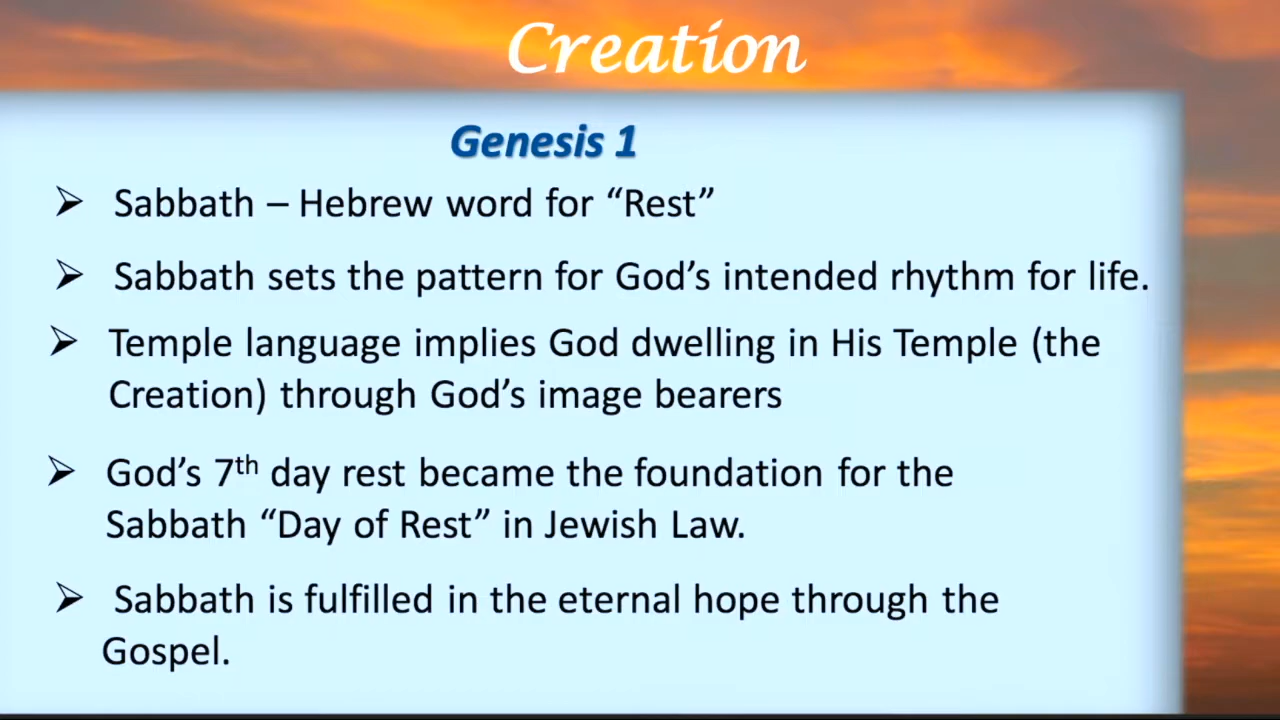 Creation
Genesis 1
➢ Sabbath – Hebrew word for “Rest”
➢ Sabbath sets the pattern for God’s intended rhythm for life.
➢ Temple language implies God dwelling in His Temple (the
Creation) through God’s image bearers
➢ God’s 7th day rest became the foundation for the
Sabbath “Day of Rest” in Jewish Law.
➢ Sabbath is fulfilled in the eternal hope through the
Gospel.